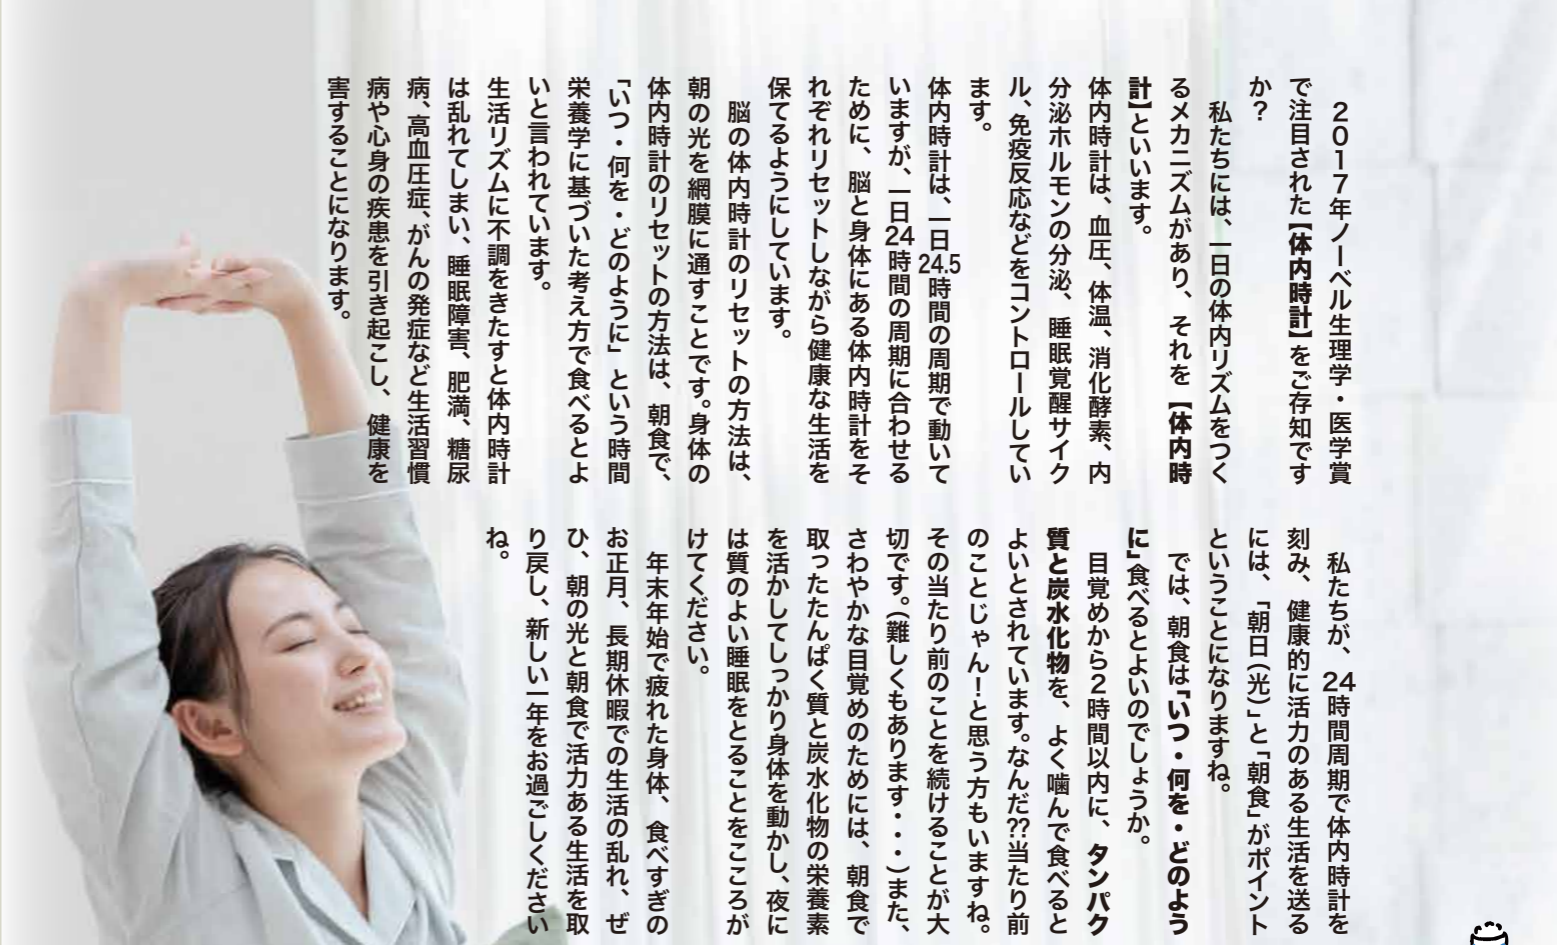 ２０１７年ノーベル生理学・医学賞
で注目された【体内時計】をご存知です
か？
　私たちには、一日の体内リズムをつく
るメカニズムがあり、それを【体内時
計】といいます。
体内時計は、血圧、体温、消化酵素、内
分泌ホルモンの分泌、睡眠覚醒サイク
ル、免疫反応などをコントロールしてい
ます。
体内時計は、一日24.5時間の周期で動いて
いますが、一日24時間の周期に合わせる
ために、脳と身体にある体内時計をそ
れぞれリセットしながら健康な生活を
保てるようにしています。
　脳の体内時計のリセットの方法は、
朝の光を網膜に通すことです。身体の
体内時計のリセットの方法は、朝食で、
「いつ・何を・どのように」という時間
栄養学に基づいた考え方で食べるとよ
いと言われています。
生活リズムに不調をきたすと体内時計
は乱れてしまい、睡眠障害、肥満、糖尿
病、高血圧症、がんの発症など生活習慣
病や心身の疾患を引き起こし、健康を
害することになります。
　私たちが、24時間周期で体内時計を
刻み、健康的に活力のある生活を送る
には、「朝日（光）」と「朝食」がポイント
ということになりますね。
　では、朝食は「いつ・何を・どのよう
に」食べるとよいのでしょうか。
　目覚めから２時間以内に、タンパク
質と炭水化物を、よく噛んで食べると
よいとされています。なんだ??当たり前
のことじゃん！と思う方もいますね。
その当たり前のことを続けることが大
切です。（難しくもあります・・・）また、
さわやかな目覚めのためには、朝食で
取ったたんぱく質と炭水化物の栄養素
を活かしてしっかり身体を動かし、夜に
は質のよい睡眠をとることをこころが
けてください。
　年末年始で疲れた身体、食べすぎの
お正月、長期休暇での生活の乱れ、ぜ
ひ、朝の光と朝食で活力ある生活を取
り戻し、新しい一年をお過ごしください
ね。